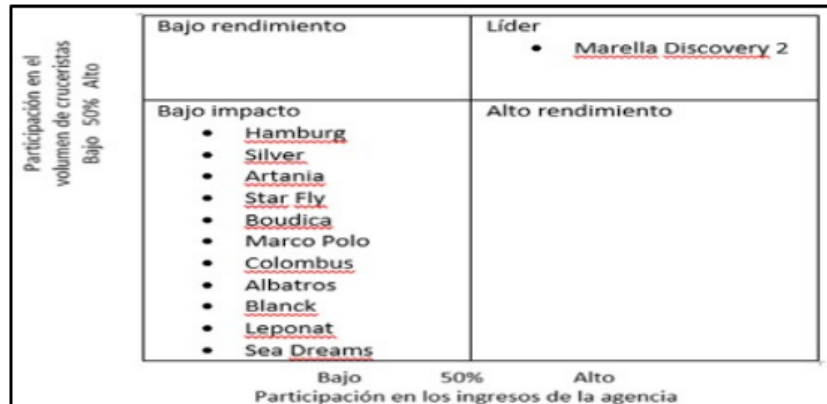 Participación en el
volumen de cruceristas
Bajo 50% Alto
Bajo rendimiento
Líder
• Marella Discovery 2
Bajo impacto
• Hamburg
• Silver
• Artania
• Star Fly
• Boudica
• Marco Polo
• Colombus
• Albatros
• Blanck
• Leponat
• Sea Dreams
Alto rendimiento
Bajo 50% Alto
Participación en los ingresos de la agencia